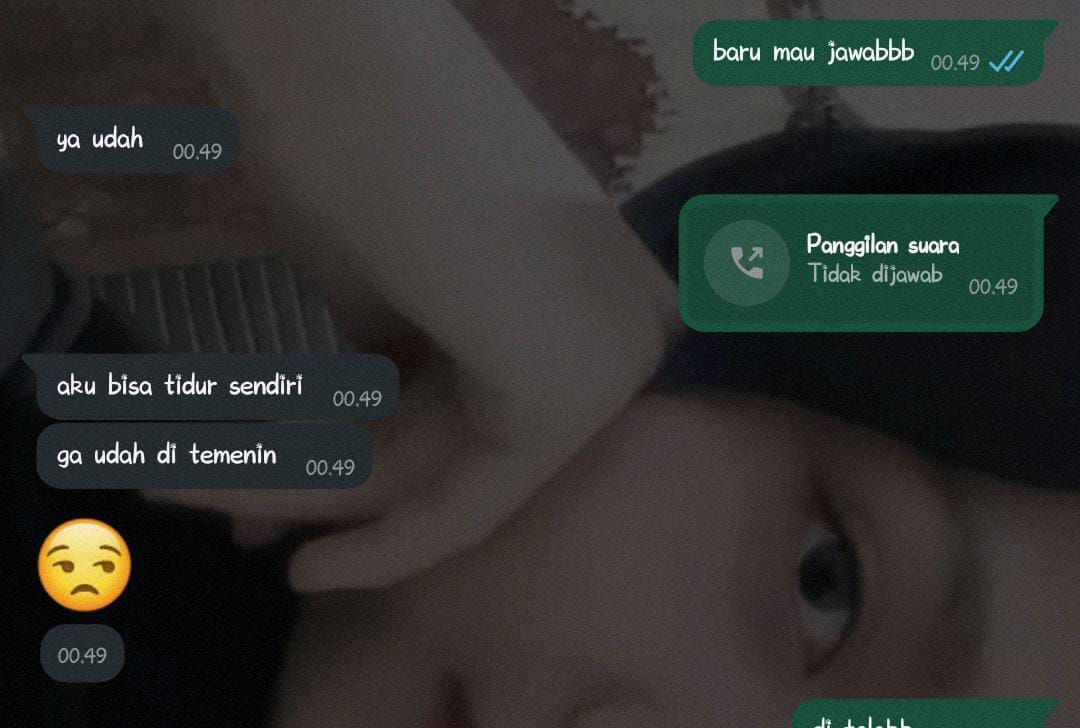 baru mau jawabbb 00.49
ya udah 00.49
Panggilan suara
Tidak dijawab 00.49
aku bisa tidur sendiri 00.49
ga udah di temenin 00.49
00.49